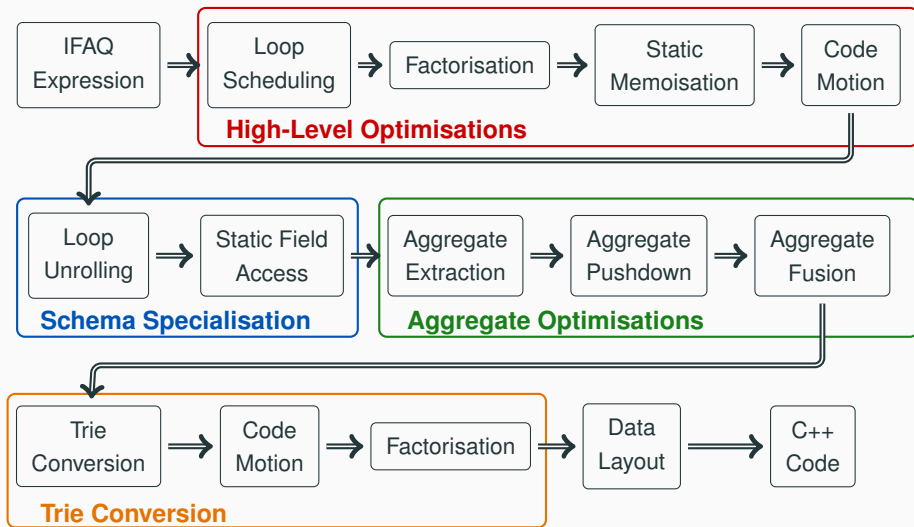 IFAQ
Expression
Loop
Scheduling
Factorisation
Static
Memoisation
Code
Motion
High-Level Optimisations
Loop
Unrolling
Static Field
Access
Schema Specialisation
Aggregate
Extraction
Aggregate
Pushdown
Aggregate
Fusion
Aggregate Optimisations
Trie
Conversion
Code
Motion
Factorisation
Trie Conversion
Data
Layout
C++
Code